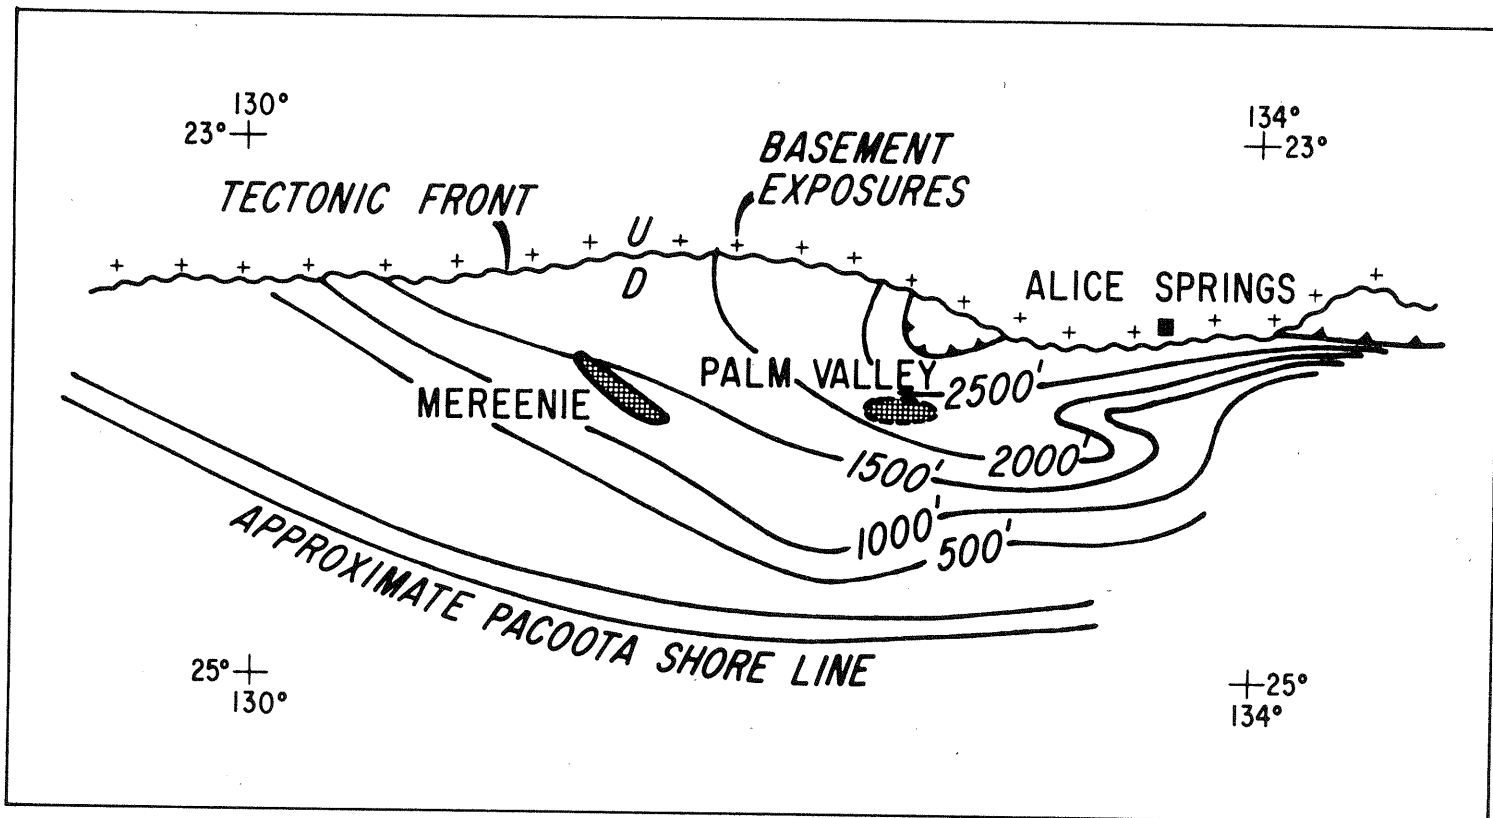 130°
23°
134°
23°
BASEMENT
EXPOSURES
TECTONIC FRONT
U
D
ALICE SPRINGS
PALM VALLEY
2500'
MEREENIE
1500'
2000'
1000'
500'
APPROXIMATE PACOOTA SHORE LINE
25°
130°
25°
134°